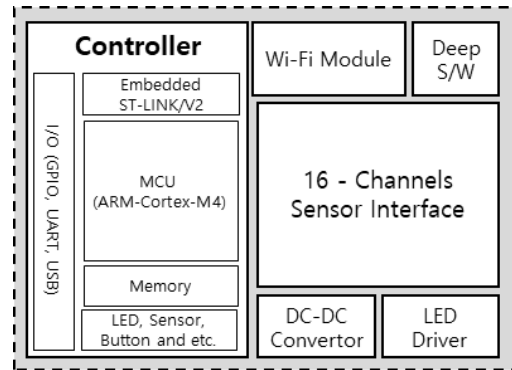 Controller
I/O (GPIO, UART, USB)
Embedded
ST-LINK/V2
MCU
(ARM-Cortex-M4)
Memory
LED, Sensor,
Button and etc.
Wi-Fi Module
Deep
S/W
16 - Channels
Sensor Interface
DC-DC
Convertor
LED
Driver